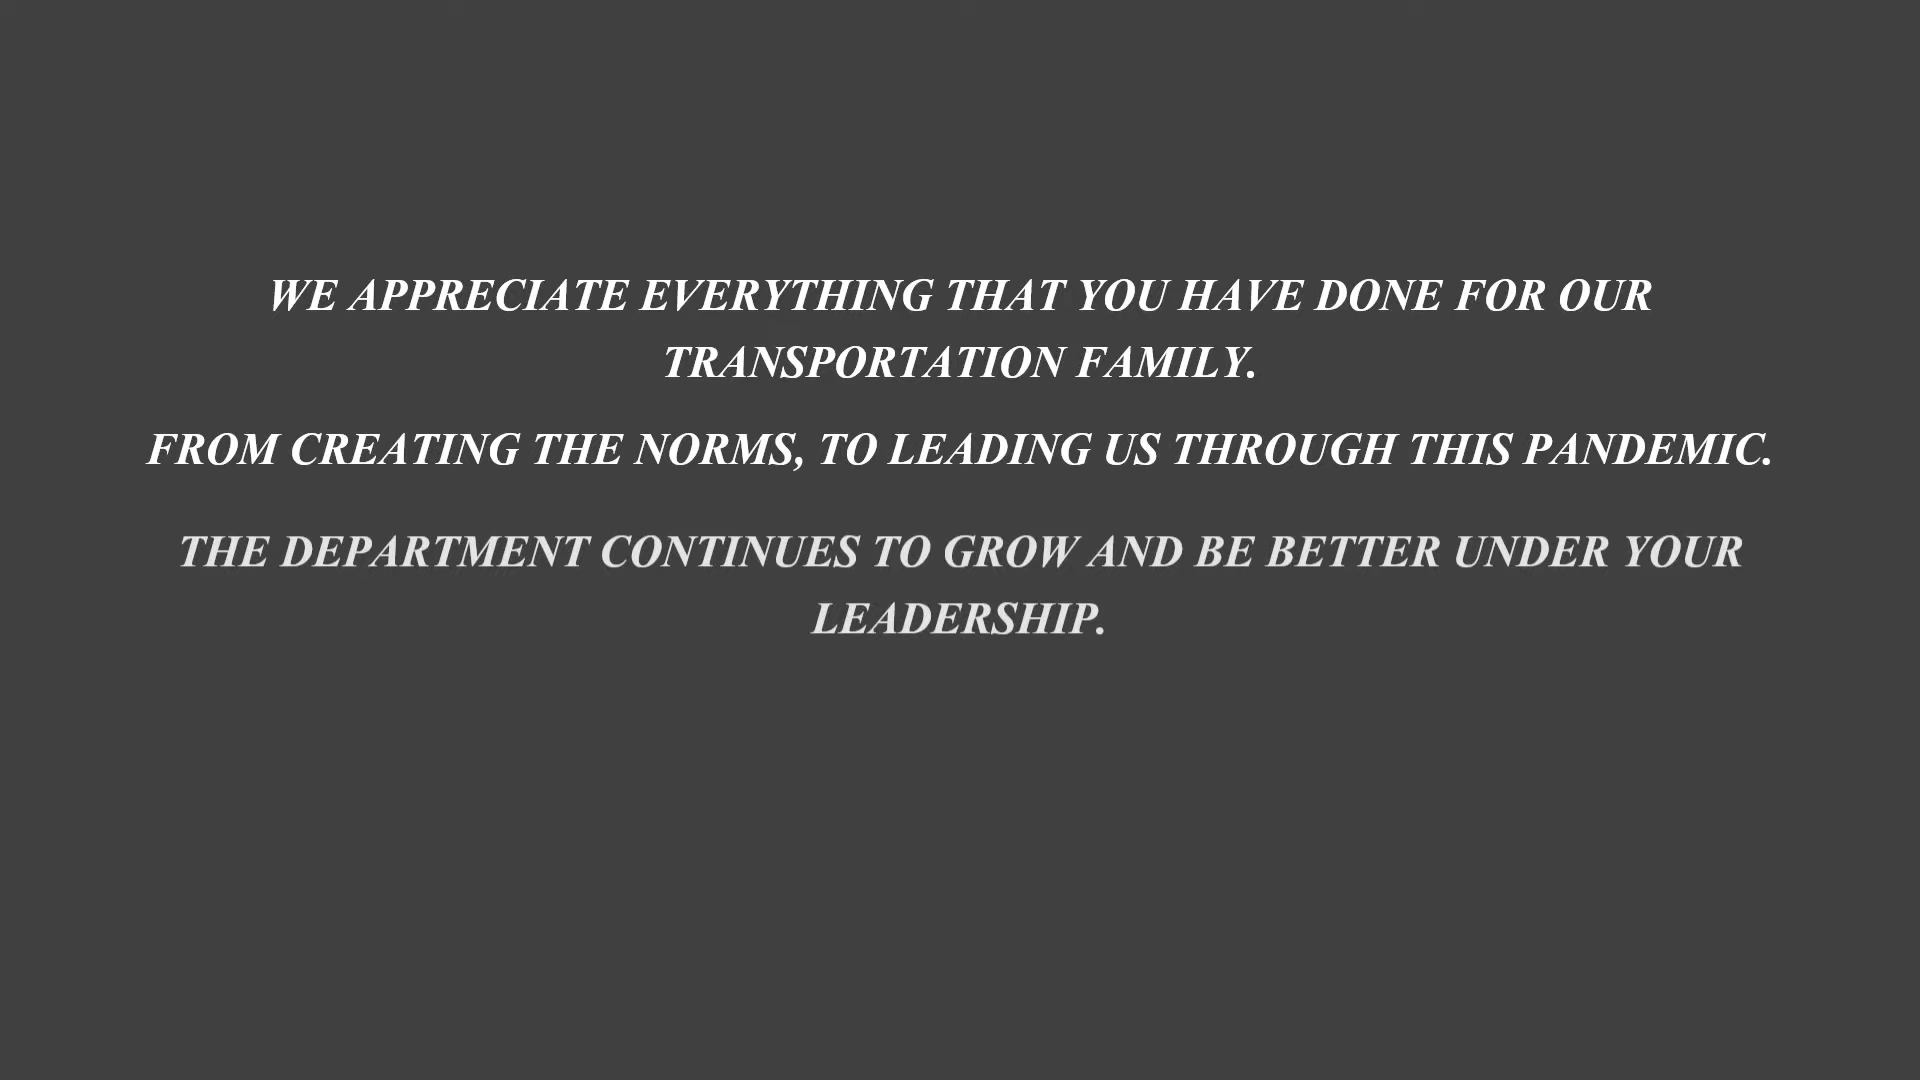 WE APPRECIATE EVERYTHING THAT YOU HAVE DONE FOR OUR
TRANSPORTATION FAMILY.
FROM CREATING THE NORMS, TO LEADING US THROUGH THIS PANDEMIC.
THE DEPARTMENT CONTINUES TO GROW AND BE BETTER UNDER YOUR
LEADERSHIP.